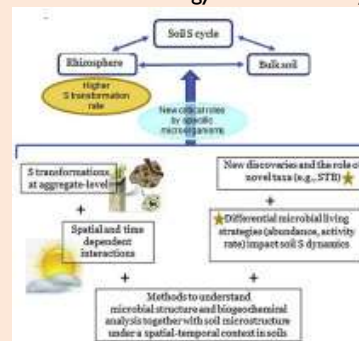 Soil S cycle
Rhiosphere
Bulk soil
Higher
S transformation
rate
New critical roles
by specific
microorganisms
S transformations
at aggregate-level
New discoveries and the role of
novel taxa (e.g., STB)
+
+
Spatial and time
dependent
interactions
Differential microbial living
strategies (abundance, activity
rate) impact soil S dynamics
+
+
Methods to understand
microbial structure and biogeochemical
analysis together with soil microstructure
under a spatial-temporal context in soils